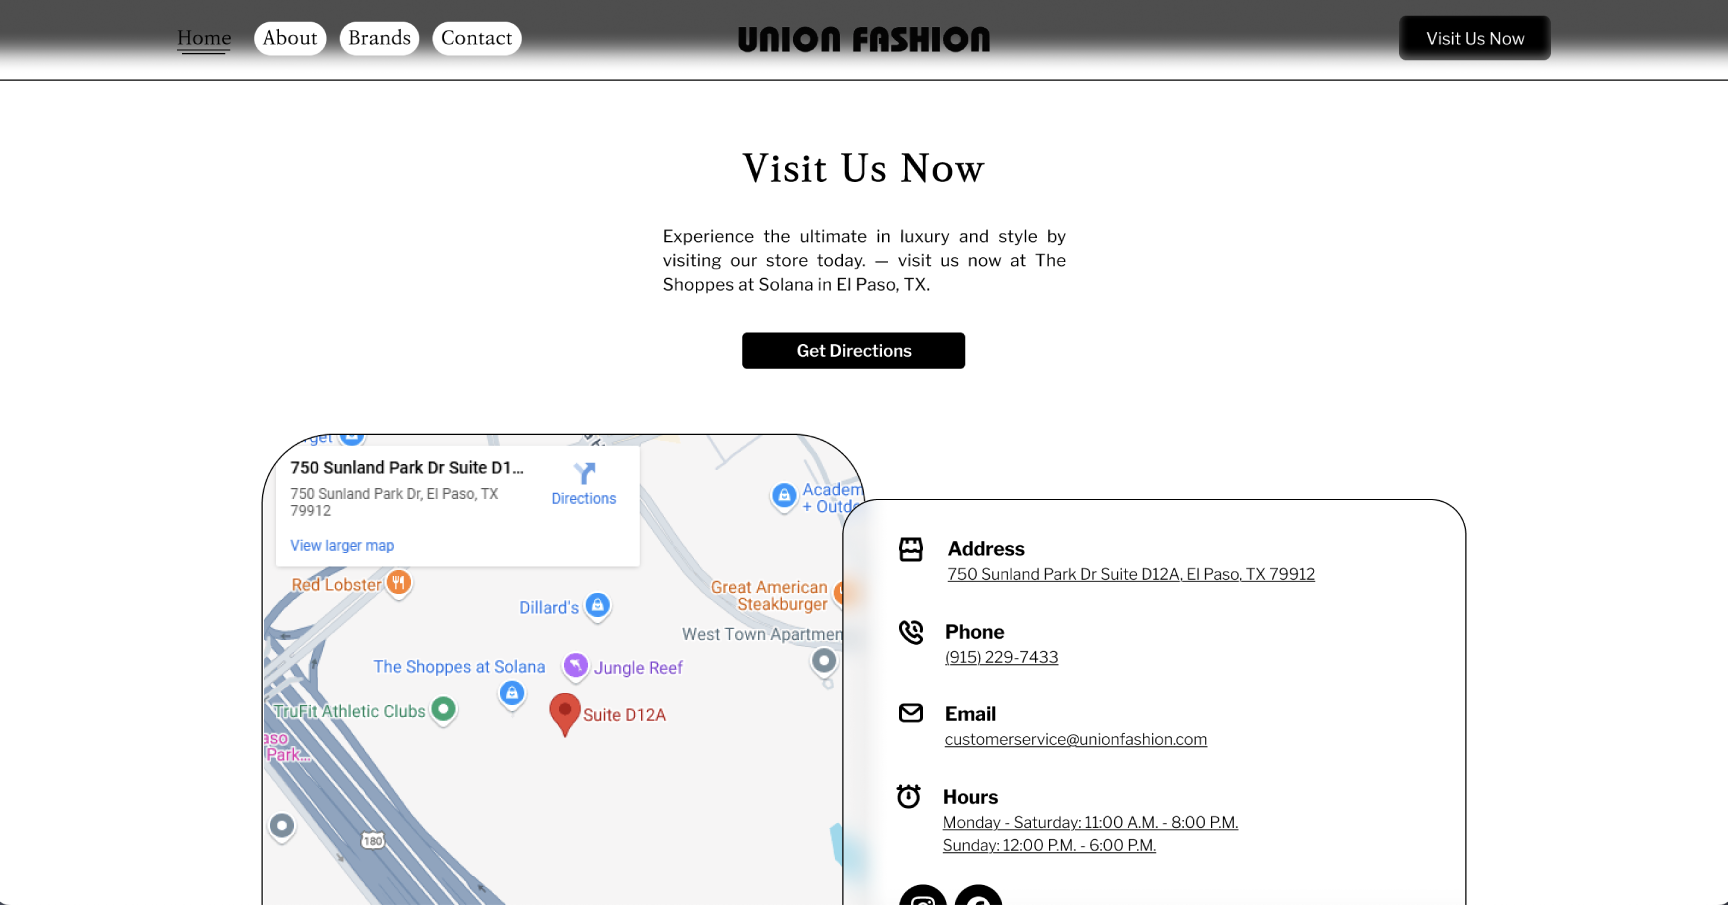 Home
About
Brands
Contact
UNION FASHION
Visit Us Now
Visit Us Now
Experience the ultimate in luxury and style by
visiting our store today. — visit us now at The
Shoppes at Solana in El Paso, TX.
Get Directions
750 Sunland Park Dr Suite D1...
750 Sunland Park Dr, El Paso, TX
79912
Directions
View larger map
Academ
+ Outd
Red Lobster
Dillard's
Great American
Steakburger
West Town Apartmen
The Shoppes at Solana
Jungle Reef
TruFit Athletic Clubs
Suite D12A
aso
Park...
180
Address
750 Sunland Park Dr Suite D12A, El Paso, TX 79912
Phone
(915) 229-7433
Email
customerservice@unionfashion.com
Hours
Monday - Saturday: 11:00 A.M. - 8:00 P.M.
Sunday: 12:00 P.M. - 6:00 P.M.